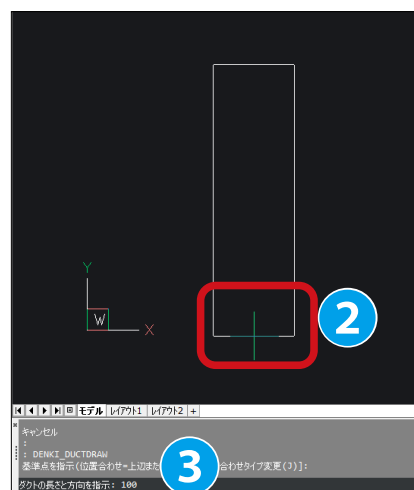 2
Y
W
X
モデル レイアウト1 レイアウト2 +
キャンセル
:
: DENKI_DUCTDRAW
基準点を指示(位置合わせ=上辺また 合わせタイプ変更(J)]:
3
ダクトの長さと方向を指示: 100